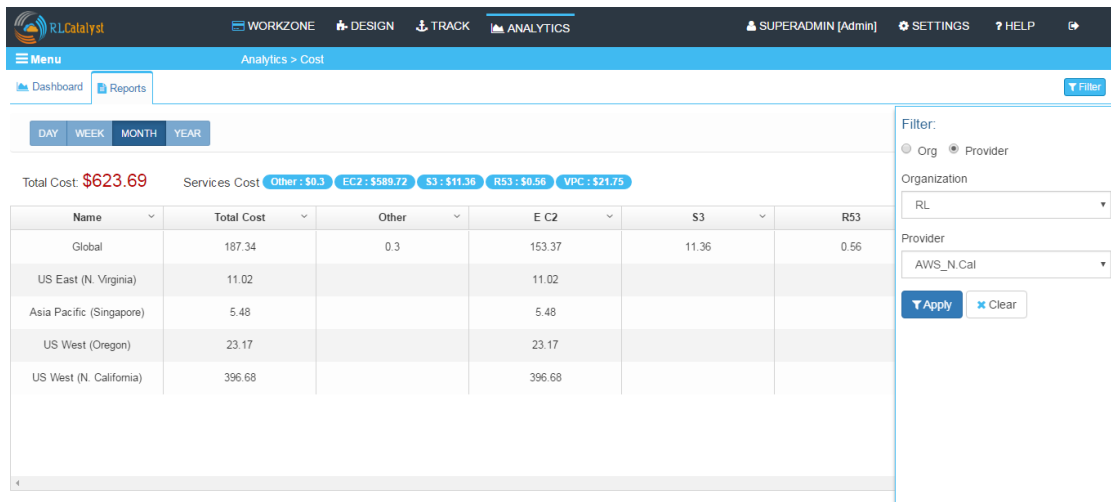 RLCatalyst WORKZONE DESIGN TRACK ANALYTICS SUPERADMIN [Admin] SETTINGS ? HELP
Menu Analytics > Cost
Dashboard Reports Filter
DAY WEEK MONTH YEAR
Total Cost: $623.69 Services Cost Other : $0.3 EC2 : $589.72 S3 : $11.36 R53 : $0.56 VPC : $21.75
Name Total Cost Other E C2 S3 R53
Global 187.34 0.3 153.37 11.36 0.56
US East (N. Virginia) 11.02 11.02
Asia Pacific (Singapore) 5.48 5.48
US West (Oregon) 23.17 23.17
US West (N. California) 396.68 396.68
Filter:
Org Provider
Organization
RL
Provider
AWS_N.Cal
Apply Clear